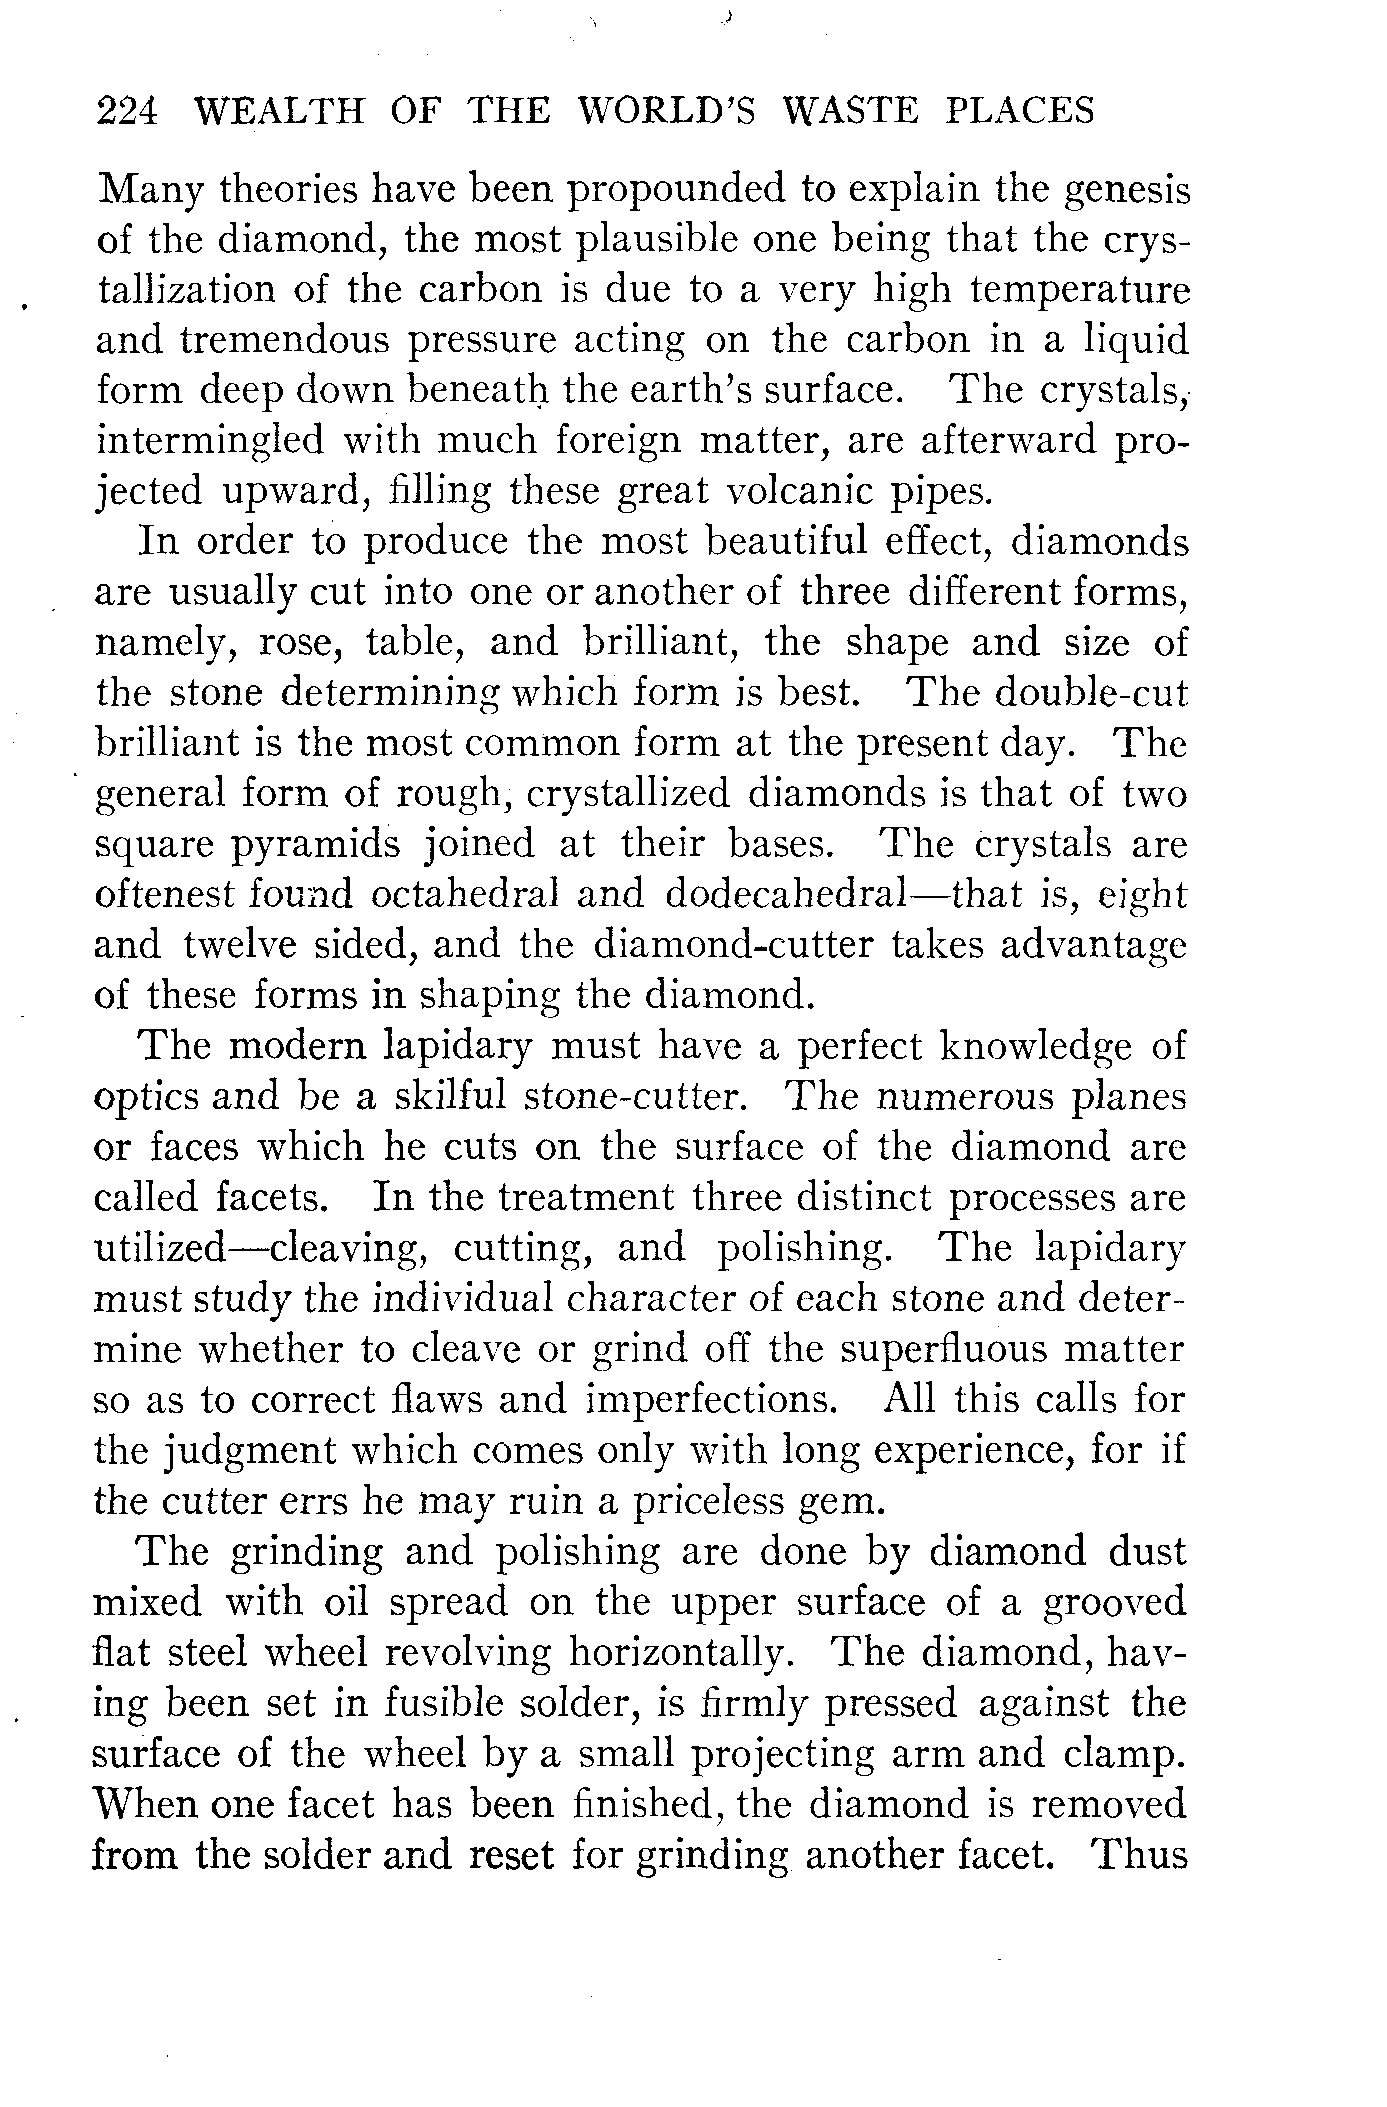 224 WEALTH OF THE WORLD'S WASTE PLACES
Many theories have been propounded to explain the genesis
of the diamond, the most plausible one being that the crys-
tallization of the carbon is due to a very high temperature
and tremendous pressure acting on the carbon in a liquid
form deep down beneath the earth's surface. The crystals,
intermingled with much foreign matter, are afterward pro-
jected upward, filling these great volcanic pipes.
In order to produce the most beautiful effect, diamonds
are usually cut into one or another of three different forms,
namely, rose, table, and brilliant, the shape and size of
the stone determining which form is best. The double-cut
brilliant is the most common form at the present day. The
general form of rough, crystallized diamonds is that of two
square pyramids joined at their bases. The crystals are
oftenest found octahedral and dodecahedral—that is, eight
and twelve sided, and the diamond-cutter takes advantage
of these forms in shaping the diamond.
The modern lapidary must have a perfect knowledge of
optics and be a skilful stone-cutter. The numerous planes
or faces which he cuts on the surface of the diamond are
called facets. In the treatment three distinct processes are
utilized—cleaving, cutting, and polishing. The lapidary
must study the individual character of each stone and deter-
mine whether to cleave or grind off the superfluous matter
so as to correct flaws and imperfections. All this calls for
the judgment which comes only with long experience, for if
the cutter errs he may ruin a priceless gem.
The grinding and polishing are done by diamond dust
mixed with oil spread on the upper surface of a grooved
flat steel wheel revolving horizontally. The diamond, hav-
ing been set in fusible solder, is firmly pressed against the
surface of the wheel by a small projecting arm and clamp.
When one facet has been finished, the diamond is removed
from the solder and reset for grinding another facet. Thus